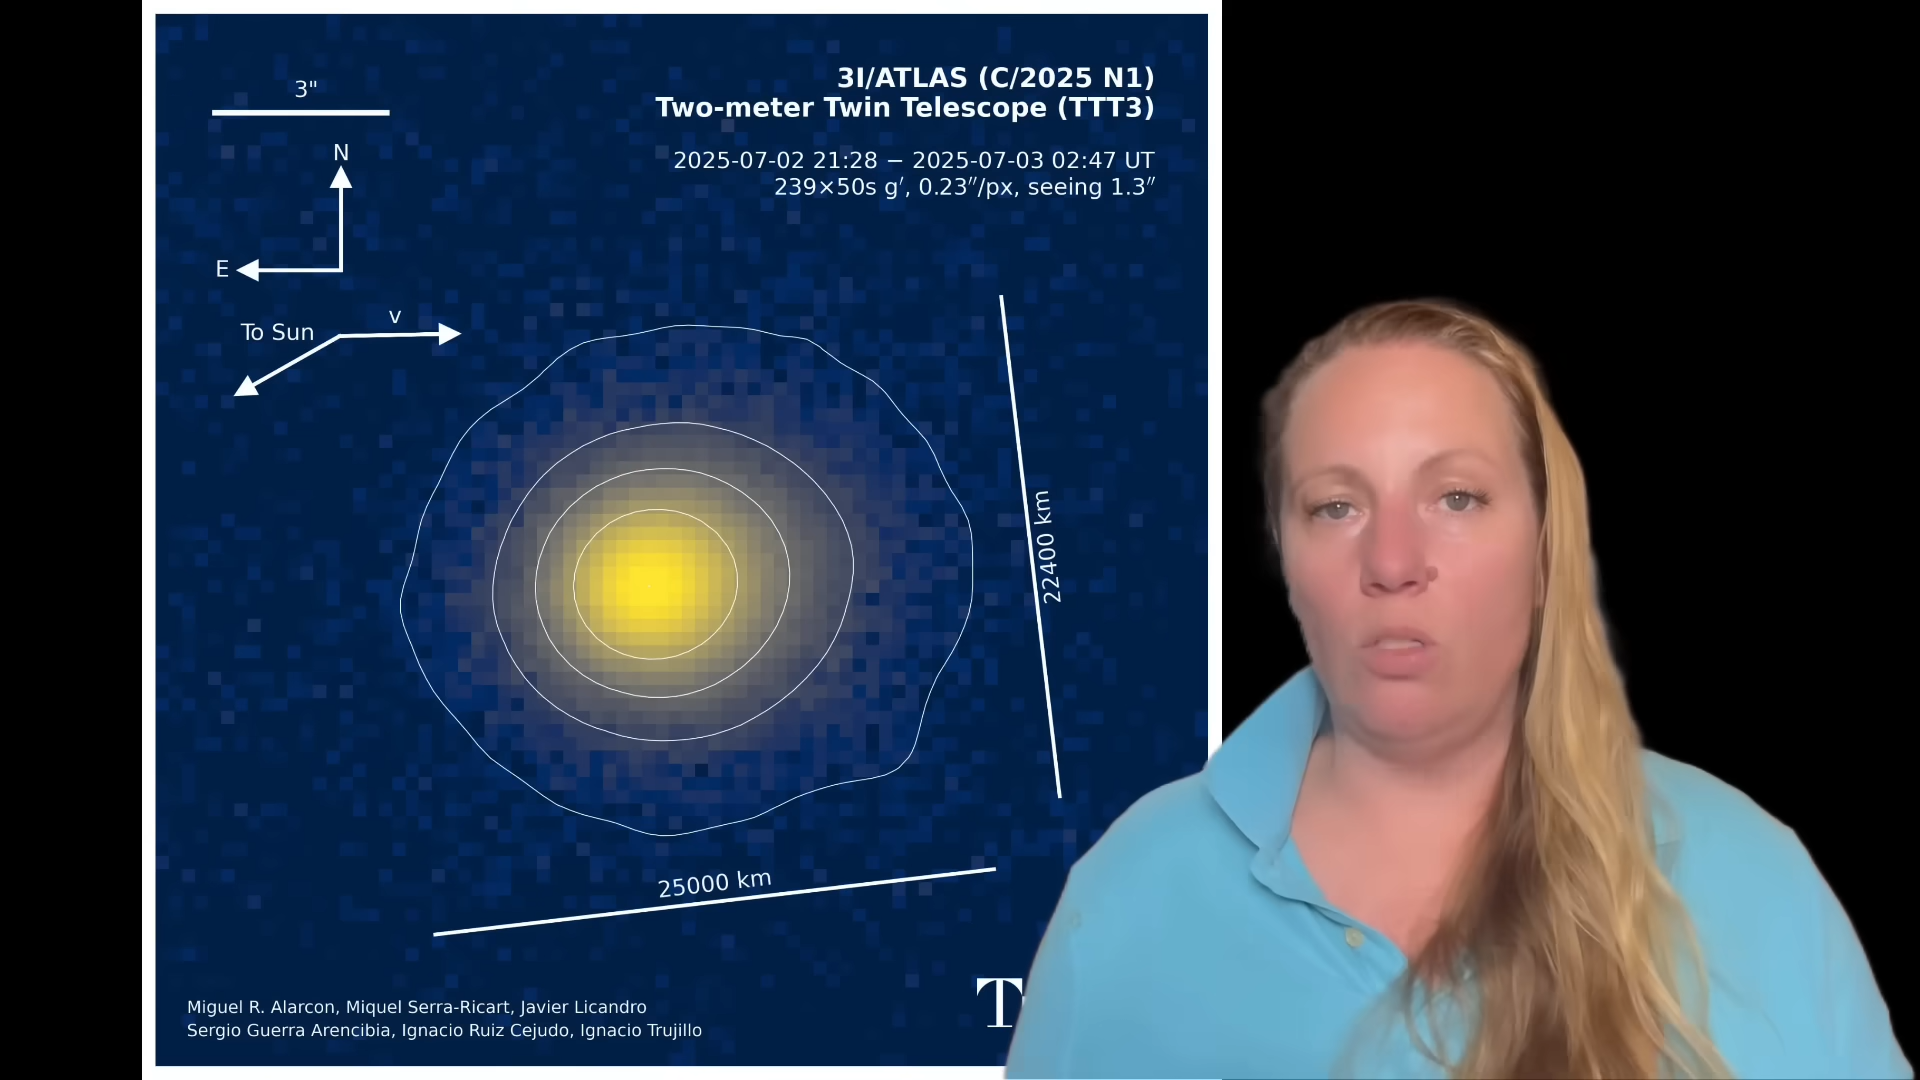 3"
3I/ATLAS (C/2025 N1)
Two-meter Twin Telescope (TTT3)
2025-07-02 21:28 − 2025-07-03 02:47 UT
239×50s g′, 0.23″/px, seeing 1.3″
N
E
v
To Sun
22400 km
25000 km
Miguel R. Alarcon, Miquel Serra-Ricart, Javier Licandro
Sergio Guerra Arencibia, Ignacio Ruiz Cejudo, Ignacio Trujillo
T